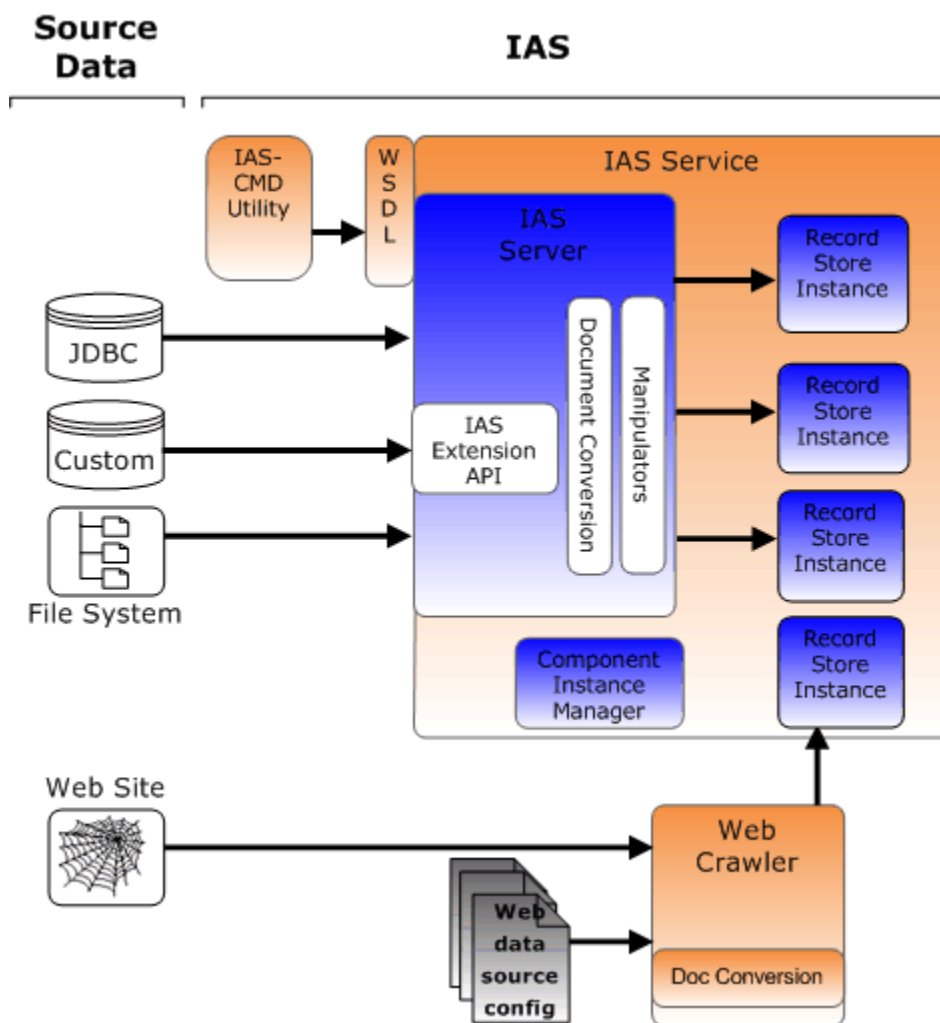 Source
Data
IAS
IAS-
CMD
Utility
W
S
D
L
IAS Service
IAS
Server
Record
Store
Instance
JDBC
Document Conversion
Manipulators
Record
Store
Instance
Custom
IAS
Extension
API
Record
Store
Instance
File System
Component
Instance
Manager
Record
Store
Instance
Web Site
Web
Crawler
Web
data
source
config
Doc Conversion